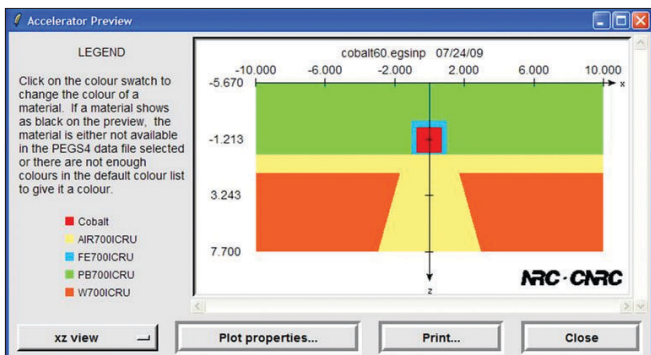 Accelerator Preview
LEGEND
Click on the colour swatch to
change the colour of a
material. If a material shows
as black on the preview, the
material is either not available
in the PEGS4 data file selected
or there are not enough
colours in the default colour list
to give it a colour.
Cobalt
AIR700ICRU
FE700ICRU
PB700ICRU
W700ICRU
cobalt60.egsinp 07/24/09
-10.000 -6.000 -2.000 2.000 6.000 10.000
-5.670
x
-1.213
3.243
7.700
z
NRC·CNRC
xz view
Plot properties...
Print...
Close